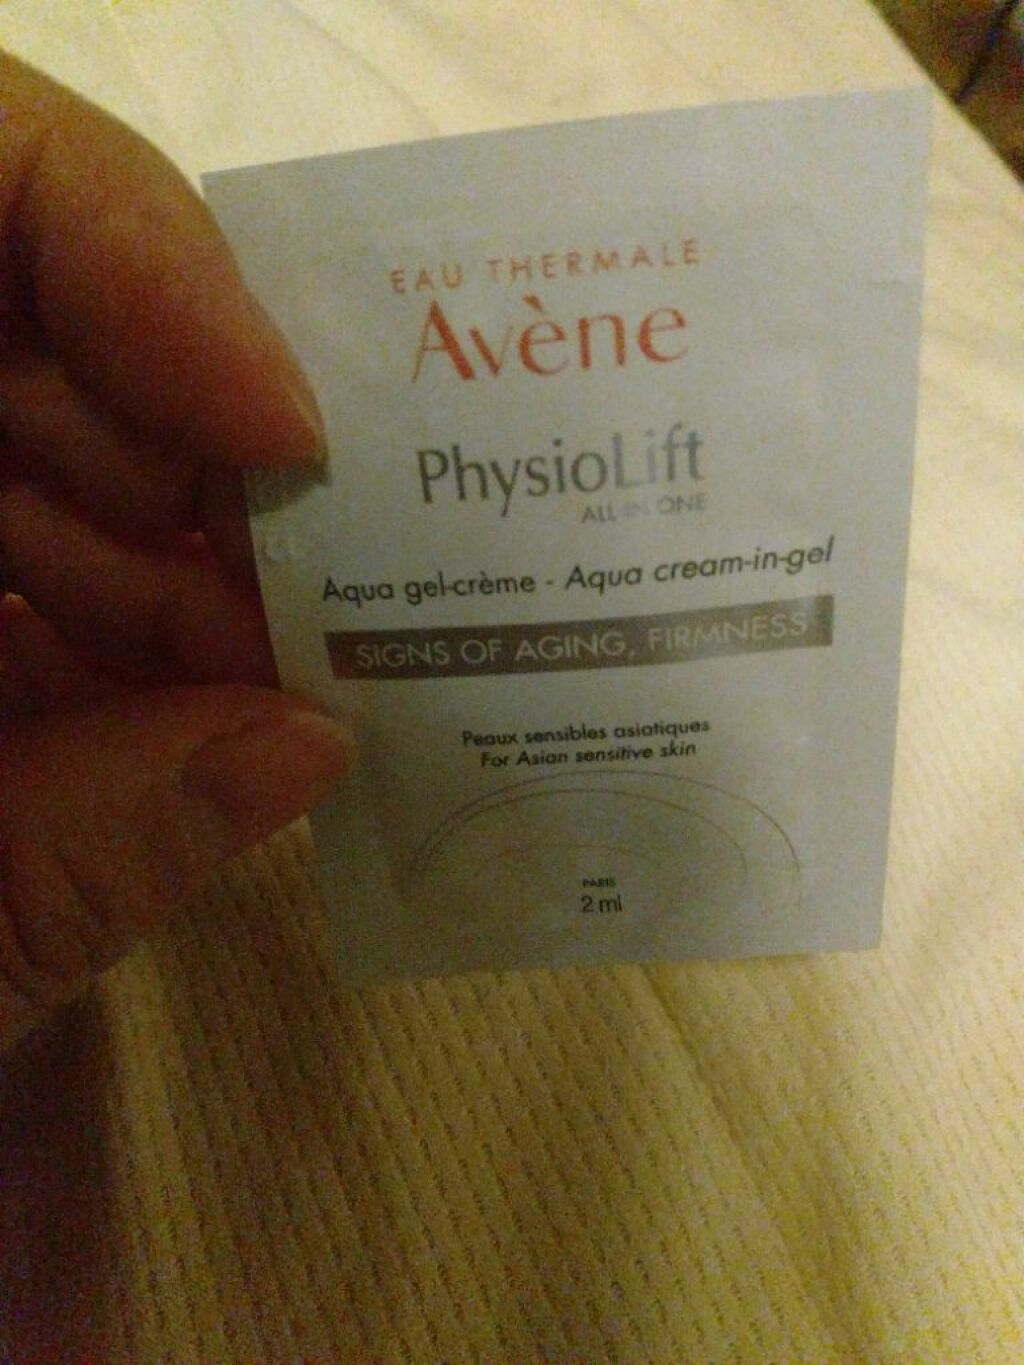 EAU THERMALE
Avène
PhysioLift
ALL IN ONE
Aqua gel-crème - Aqua cream-in-gel
SIGNS OF AGING, FIRMNESS
Peaux sensibles asiatiques
For Asian sensitive skin
PARIS
2 ml